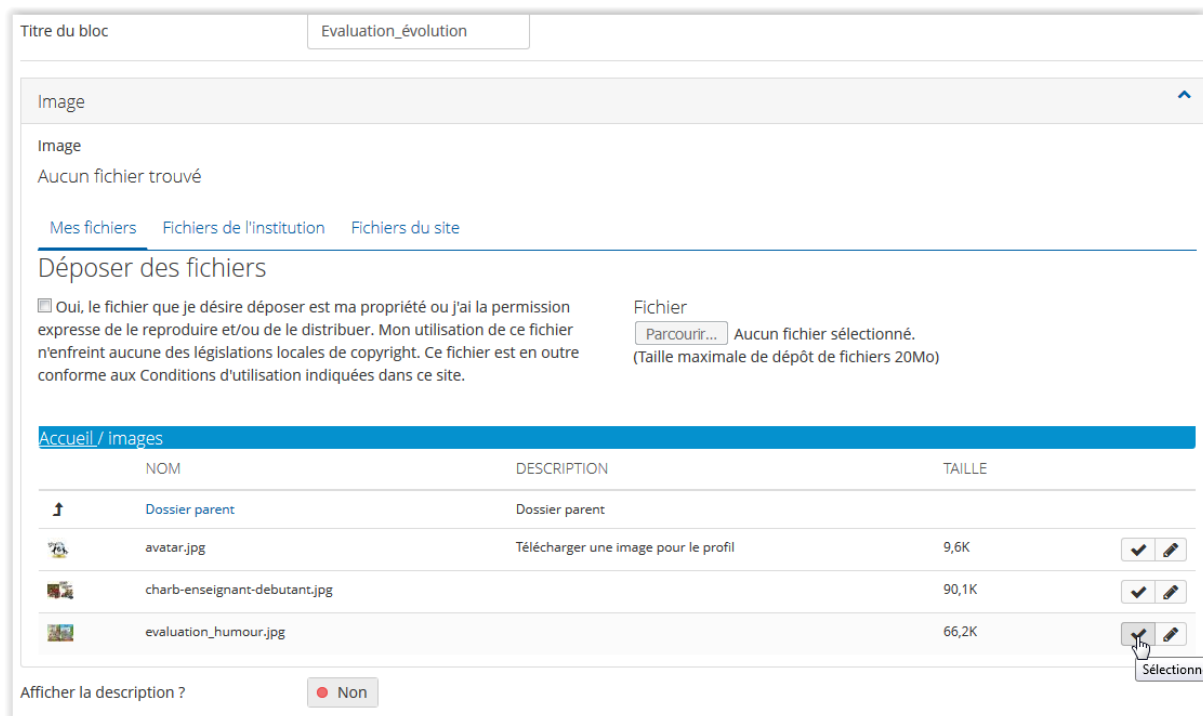 Titre du bloc Evaluation_évolution
Image
Image
Aucun fichier trouvé
Mes fichiers Fichiers de l'institution Fichiers du site
Déposer des fichiers
Oui, le fichier que je désire déposer est ma propriété ou j'ai la permission
expresse de le reproduire et/ou de le distribuer. Mon utilisation de ce fichier
n'enfreint aucune des législations locales de copyright. Ce fichier est en outre
conforme aux Conditions d'utilisation indiquées dans ce site.
Fichier
Parcourir... Aucun fichier sélectionné.
(Taille maximale de dépôt de fichiers 20Mo)
Accueil / images
NOM DESCRIPTION TAILLE
Dossier parent Dossier parent
avatar.jpg Télécharger une image pour le profil 9,6K
charb-enseignant-debutant.jpg 90,1K
evaluation_humour.jpg 66,2K
Sélectionn
Afficher la description ? Non